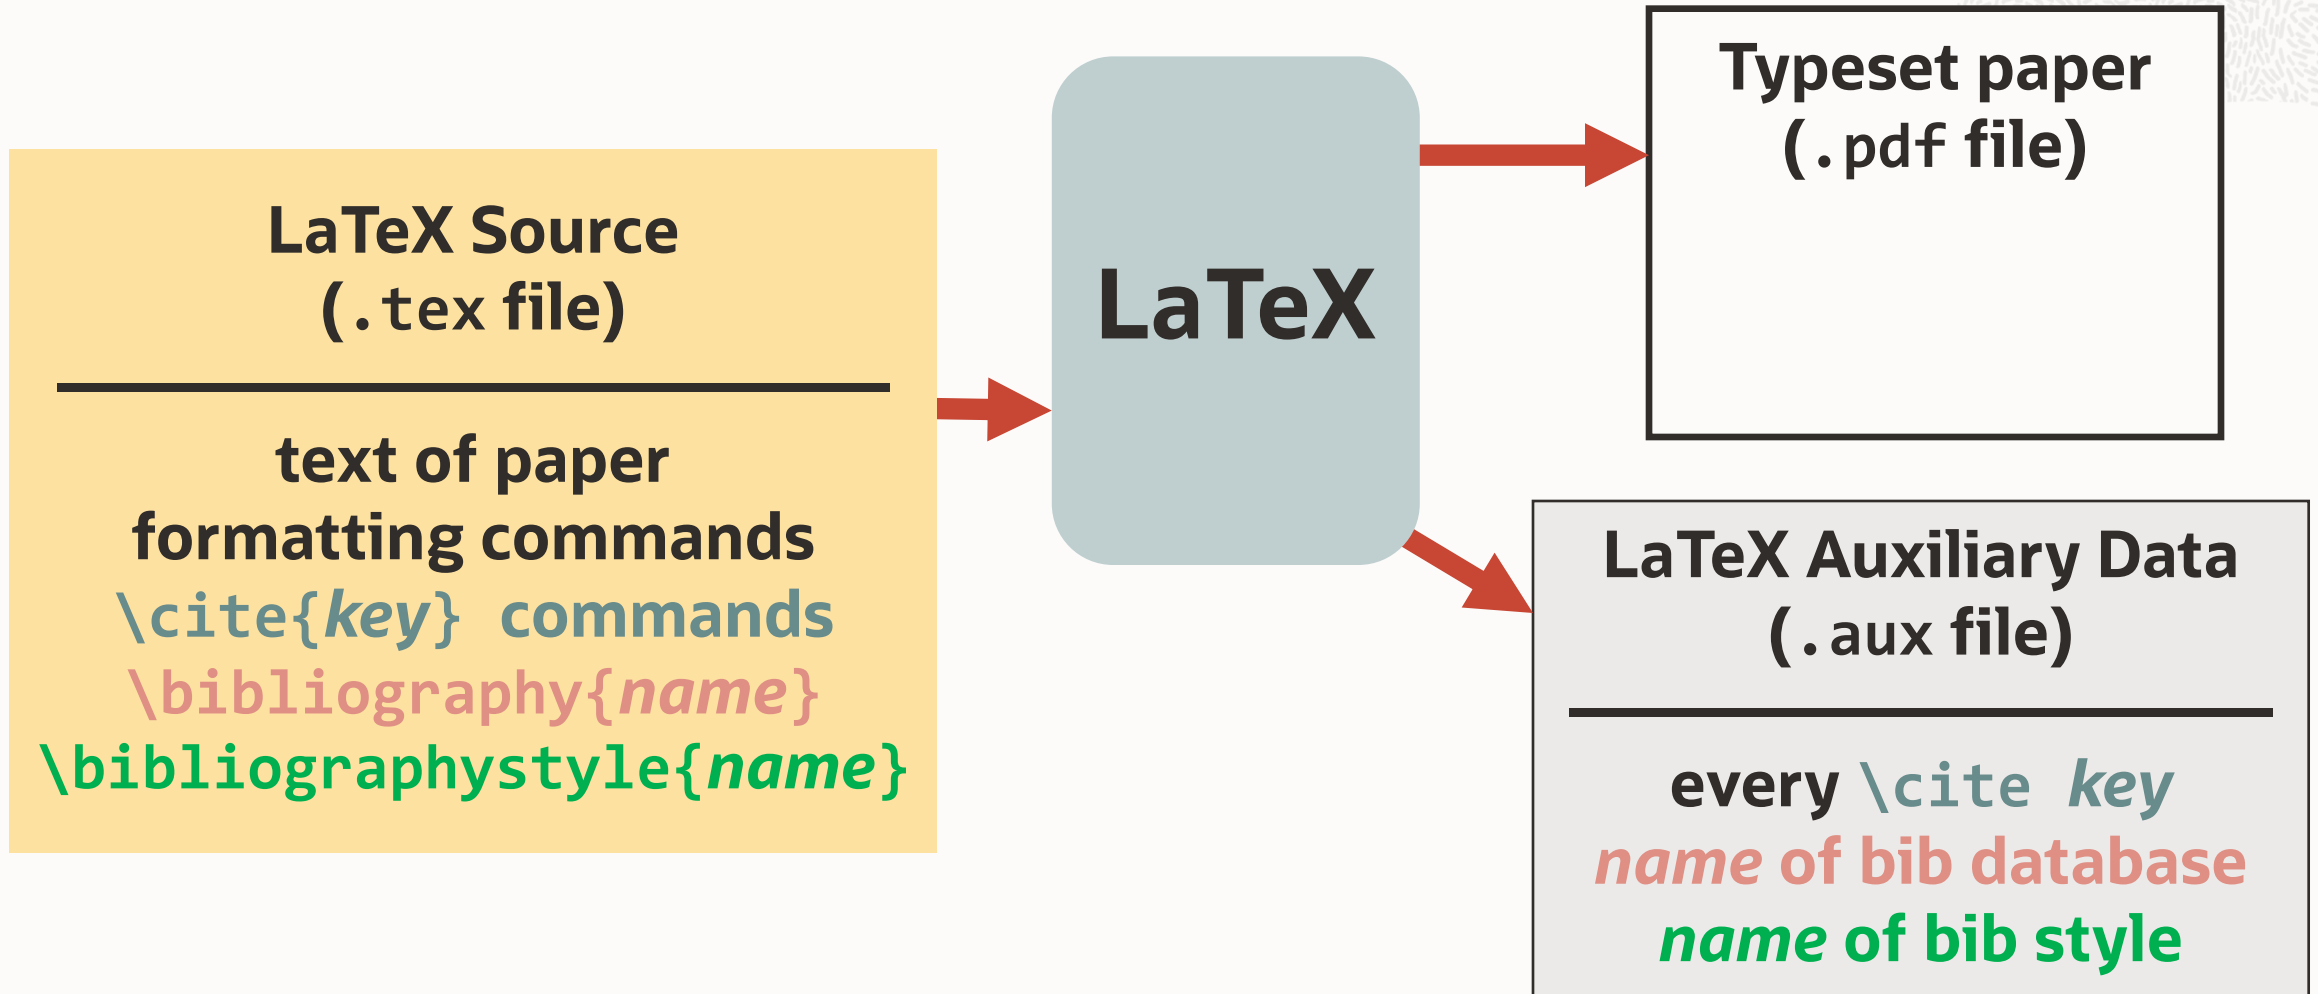 LaTeX Source
(.tex file)
text of paper
formatting commands
\cite{key} commands
\bibliography{name}
\bibliographystyle{name}
LaTeX
Typeset paper
(.pdf file)
LaTeX Auxiliary Data
(.aux file)
every \cite key
name of bib database
name of bib style